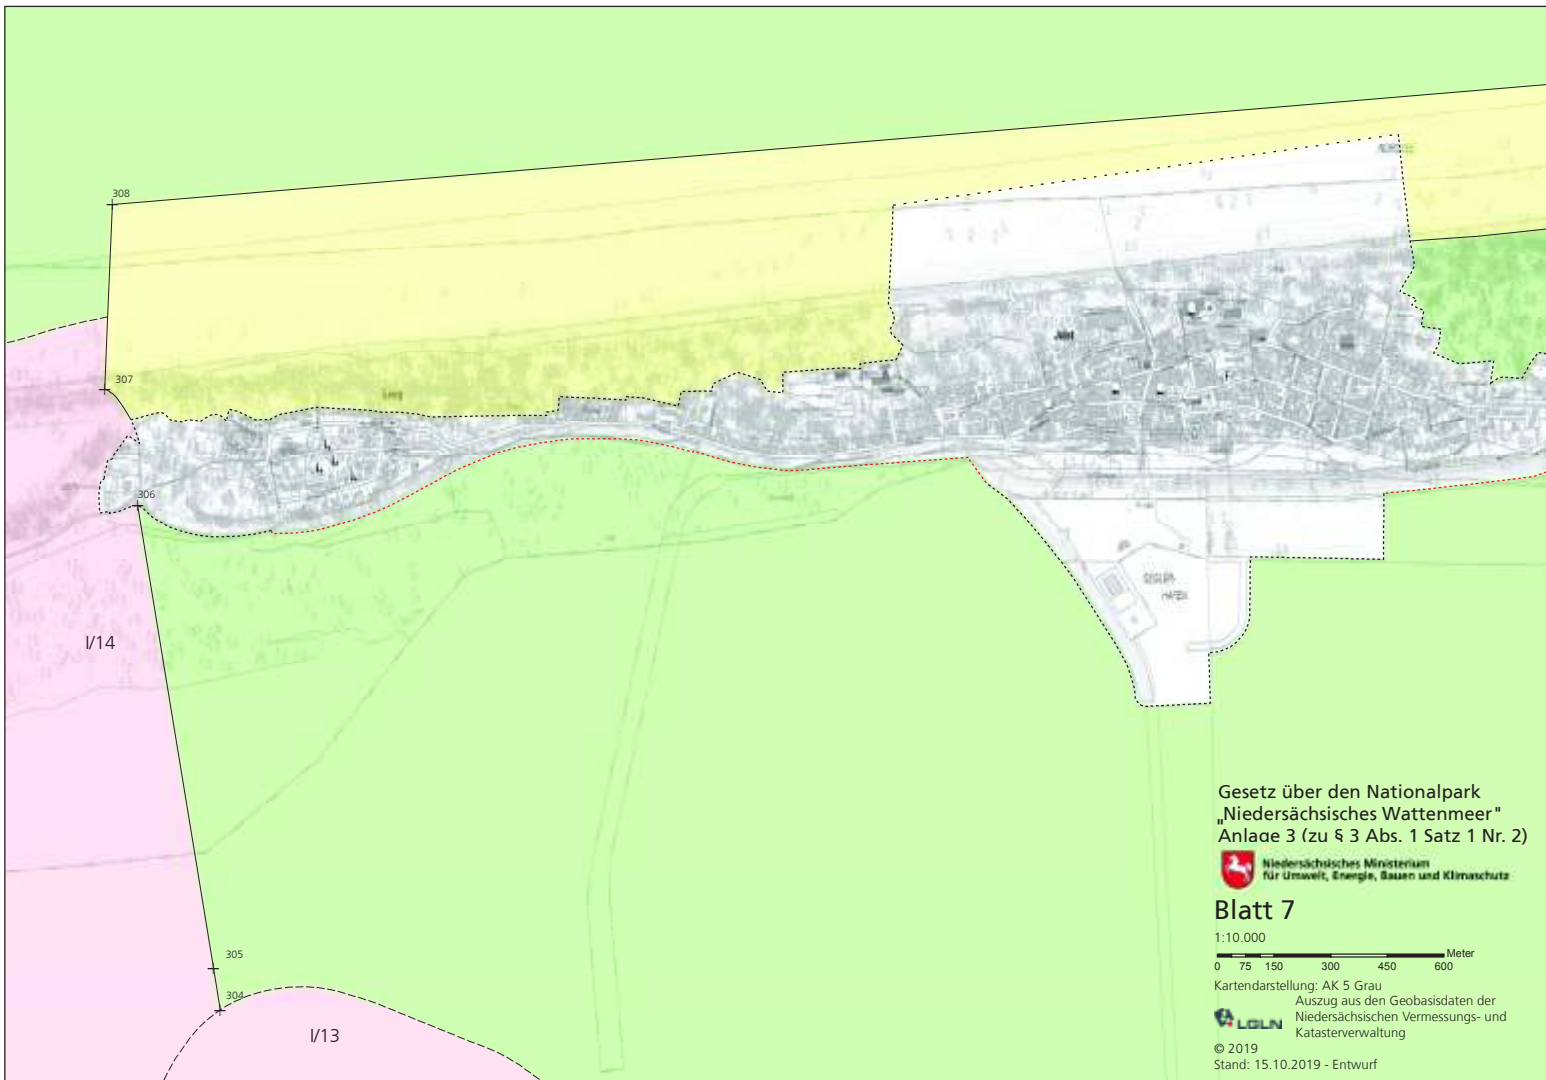 308
307
306
I/14
305
304
I/13
SEGLER-
HAFEN
Gesetz über den Nationalpark
„Niedersächsisches Wattenmeer"
Anlage 3 (zu § 3 Abs. 1 Satz 1 Nr. 2)
Niedersächsisches Ministerium
für Umwelt, Energie, Bauen und Klimaschutz
Blatt 7
1:10.000
Meter
0 75 150 300 450 600
Kartendarstellung: AK 5 Grau
Auszug aus den Geobasisdaten der
LGLN Niedersächsischen Vermessungs- und
Katasterverwaltung
© 2019
Stand: 15.10.2019 - Entwurf